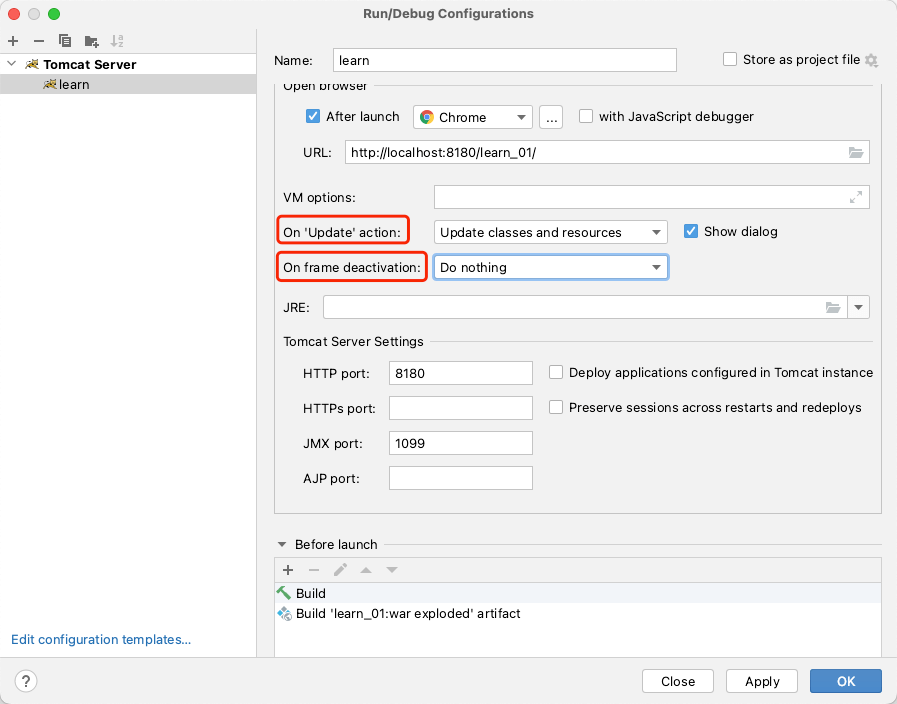 Run/Debug Configurations
Tomcat Server
learn
Name: learn
Store as project file
Open browser
After launch Chrome ... with JavaScript debugger
URL: http://localhost:8180/learn_01/
VM options:
On 'Update' action: Update classes and resources Show dialog
On frame deactivation: Do nothing
JRE:
Tomcat Server Settings
HTTP port: 8180 Deploy applications configured in Tomcat instance
HTTPs port: Preserve sessions across restarts and redeploys
JMX port: 1099
AJP port:
Before launch
Build
Build 'learn_01:war exploded' artifact
Edit configuration templates...
? Close Apply OK